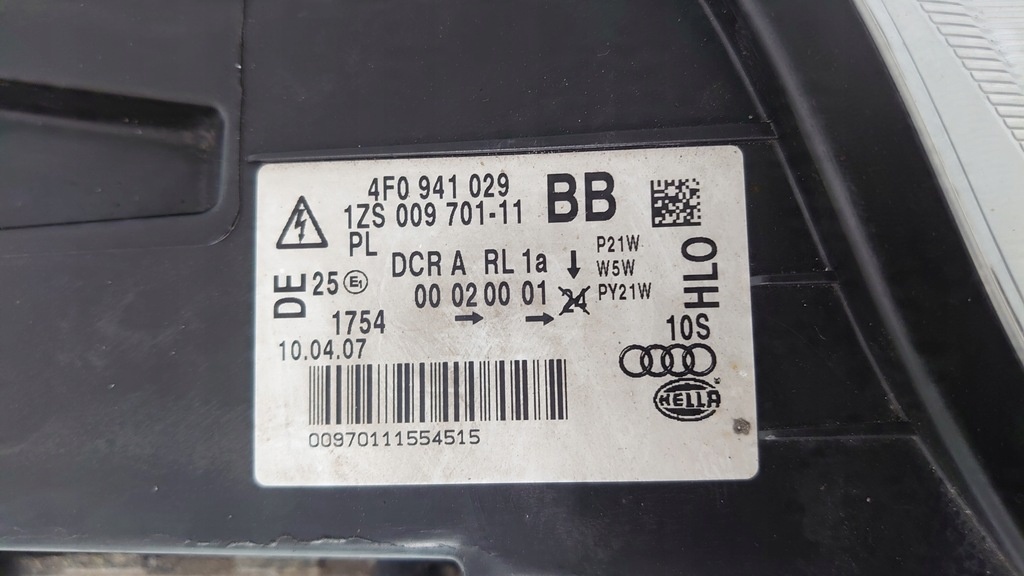 4F0 941 029 BB
1ZS 009 701-11
PL
DCR A RL 1a P21W
W5W
DE 25 E1 00 02 00 01 24 PY21W
HLO
1754 10S
10.04.07
HELLA
00970111554515